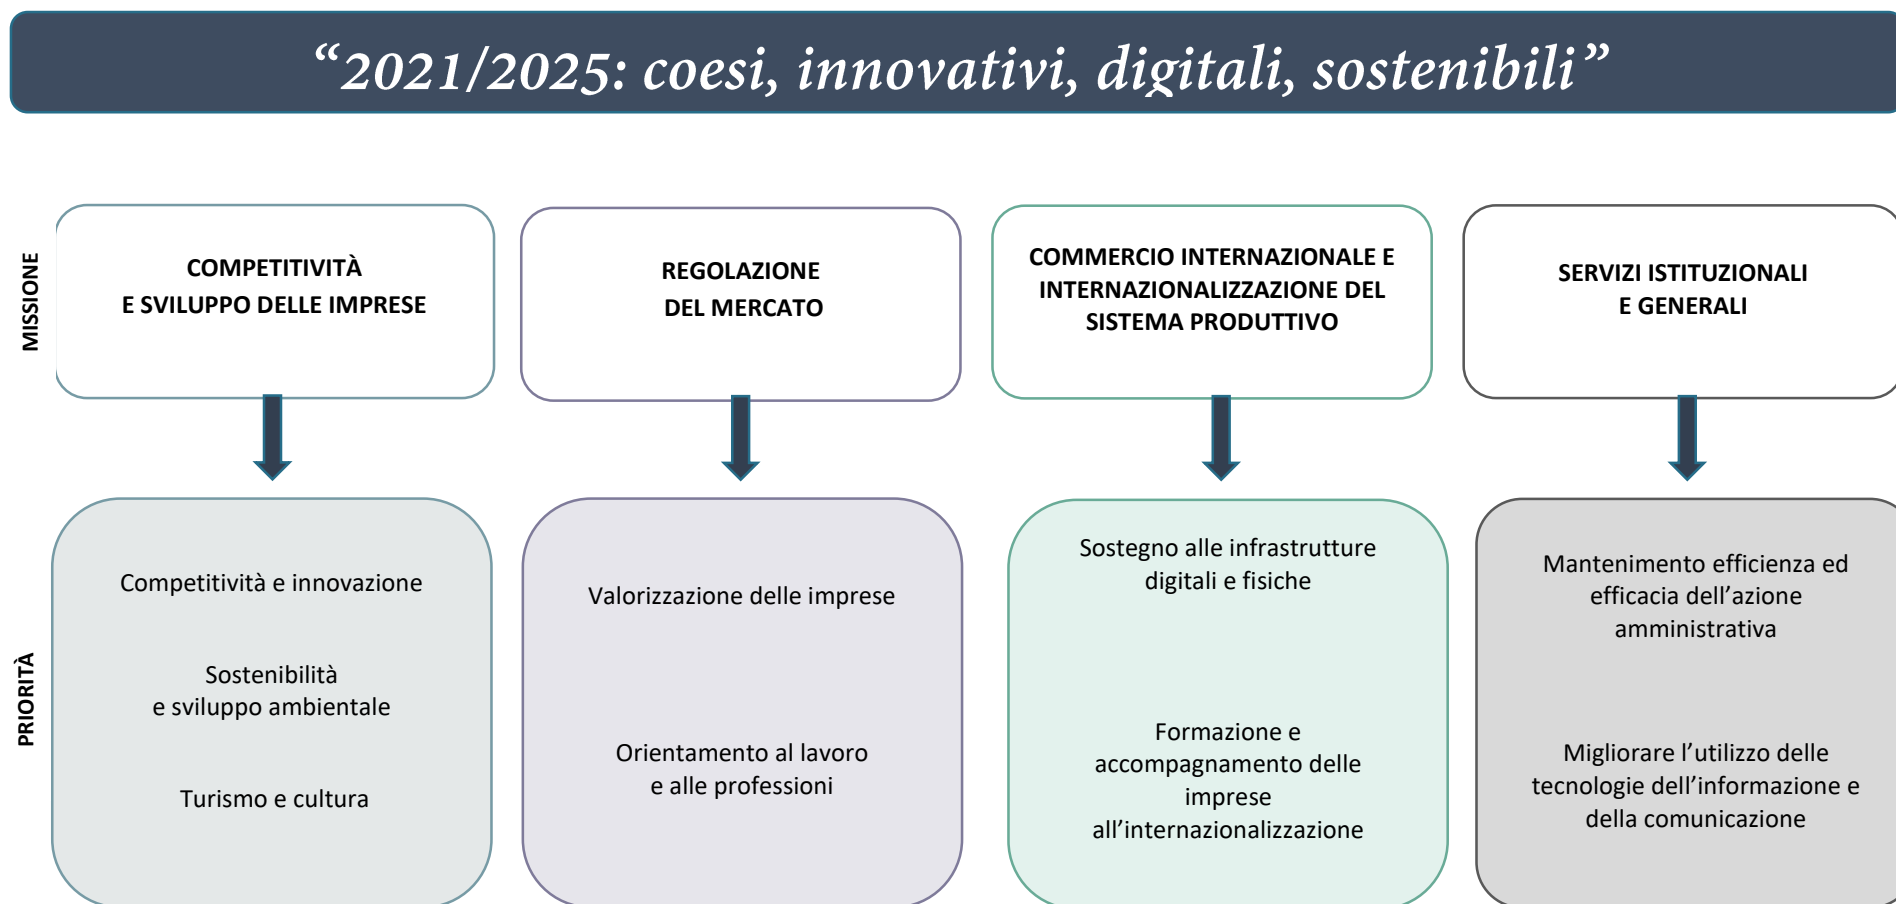 “2021/2025: coesi, innovativi, digitali, sostenibili”
MISSIONE
COMPETITIVITÀ
E SVILUPPO DELLE IMPRESE
REGOLAZIONE
DEL MERCATO
COMMERCIO INTERNAZIONALE E
INTERNAZIONALIZZAZIONE DEL
SISTEMA PRODUTTIVO
SERVIZI ISTITUZIONALI
E GENERALI
PRIORITÀ
Competitività e innovazione
Sostenibilità
e sviluppo ambientale
Turismo e cultura
Valorizzazione delle imprese
Orientamento al lavoro
e alle professioni
Sostegno alle infrastrutture
digitali e fisiche
Formazione e
accompagnamento delle
imprese
all’internazionalizzazione
Mantenimento efficienza ed
efficacia dell’azione
amministrativa
Migliorare l’utilizzo delle
tecnologie dell’informazione e
della comunicazione